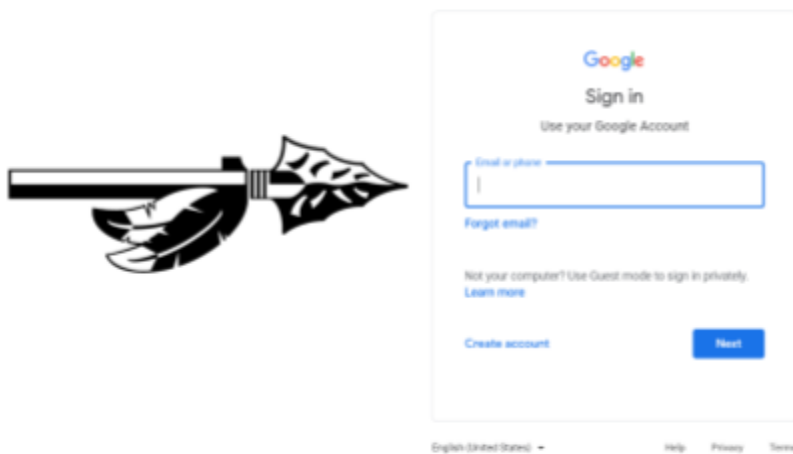 Google
Sign in
Use your Google Account
Email or phone
Forgot email?
Not your computer? Use Guest mode to sign in privately.
Learn more
Create account Next
English (United States) Help Privacy Terms